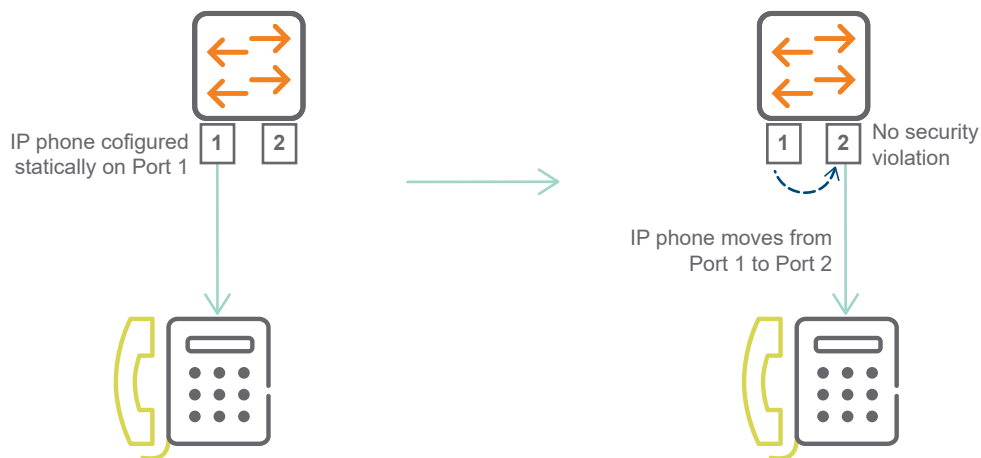 IP phone cofigured
statically on Port 1
1
2
1
2
No security
violation
IP phone moves from
Port 1 to Port 2